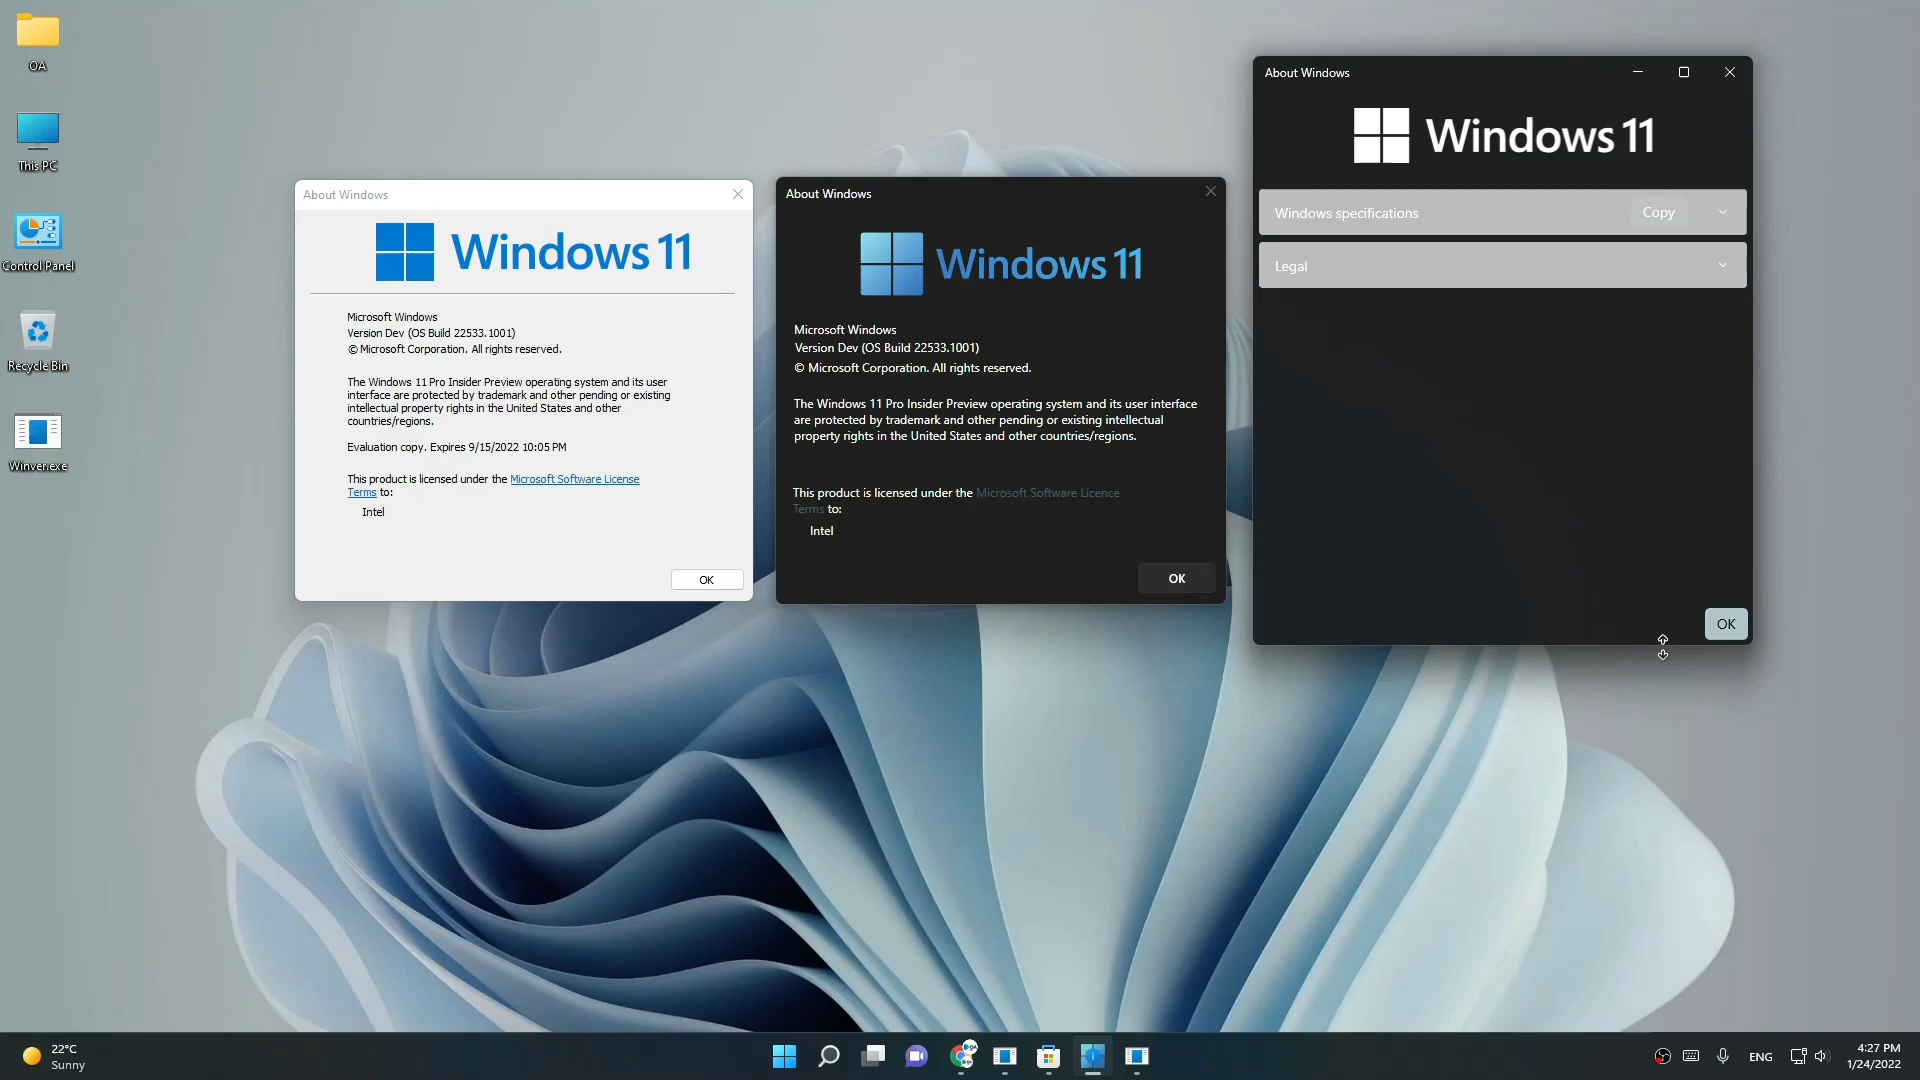 OA
This PC
Control Panel
Recycle Bin
Winver.exe
About Windows
Windows 11
Microsoft Windows
Version Dev (OS Build 22533.1001)
© Microsoft Corporation. All rights reserved.
The Windows 11 Pro Insider Preview operating system and its user
interface are protected by trademark and other pending or existing
intellectual property rights in the United States and other
countries/regions.
Evaluation copy. Expires 9/15/2022 10:05 PM
This product is licensed under the Microsoft Software License
Terms to:
Intel
OK
About Windows
Windows 11
Microsoft Windows
Version Dev (OS Build 22533.1001)
© Microsoft Corporation. All rights reserved.
The Windows 11 Pro Insider Preview operating system and its user interface
are protected by trademark and other pending or existing intellectual
property rights in the United States and other countries/regions.
This product is licensed under the Microsoft Software Licence
Terms to:
Intel
OK
About Windows
Windows 11
Windows specifications Copy
Legal
OK
22°C
Sunny
ENG
4:27 PM
1/24/2022